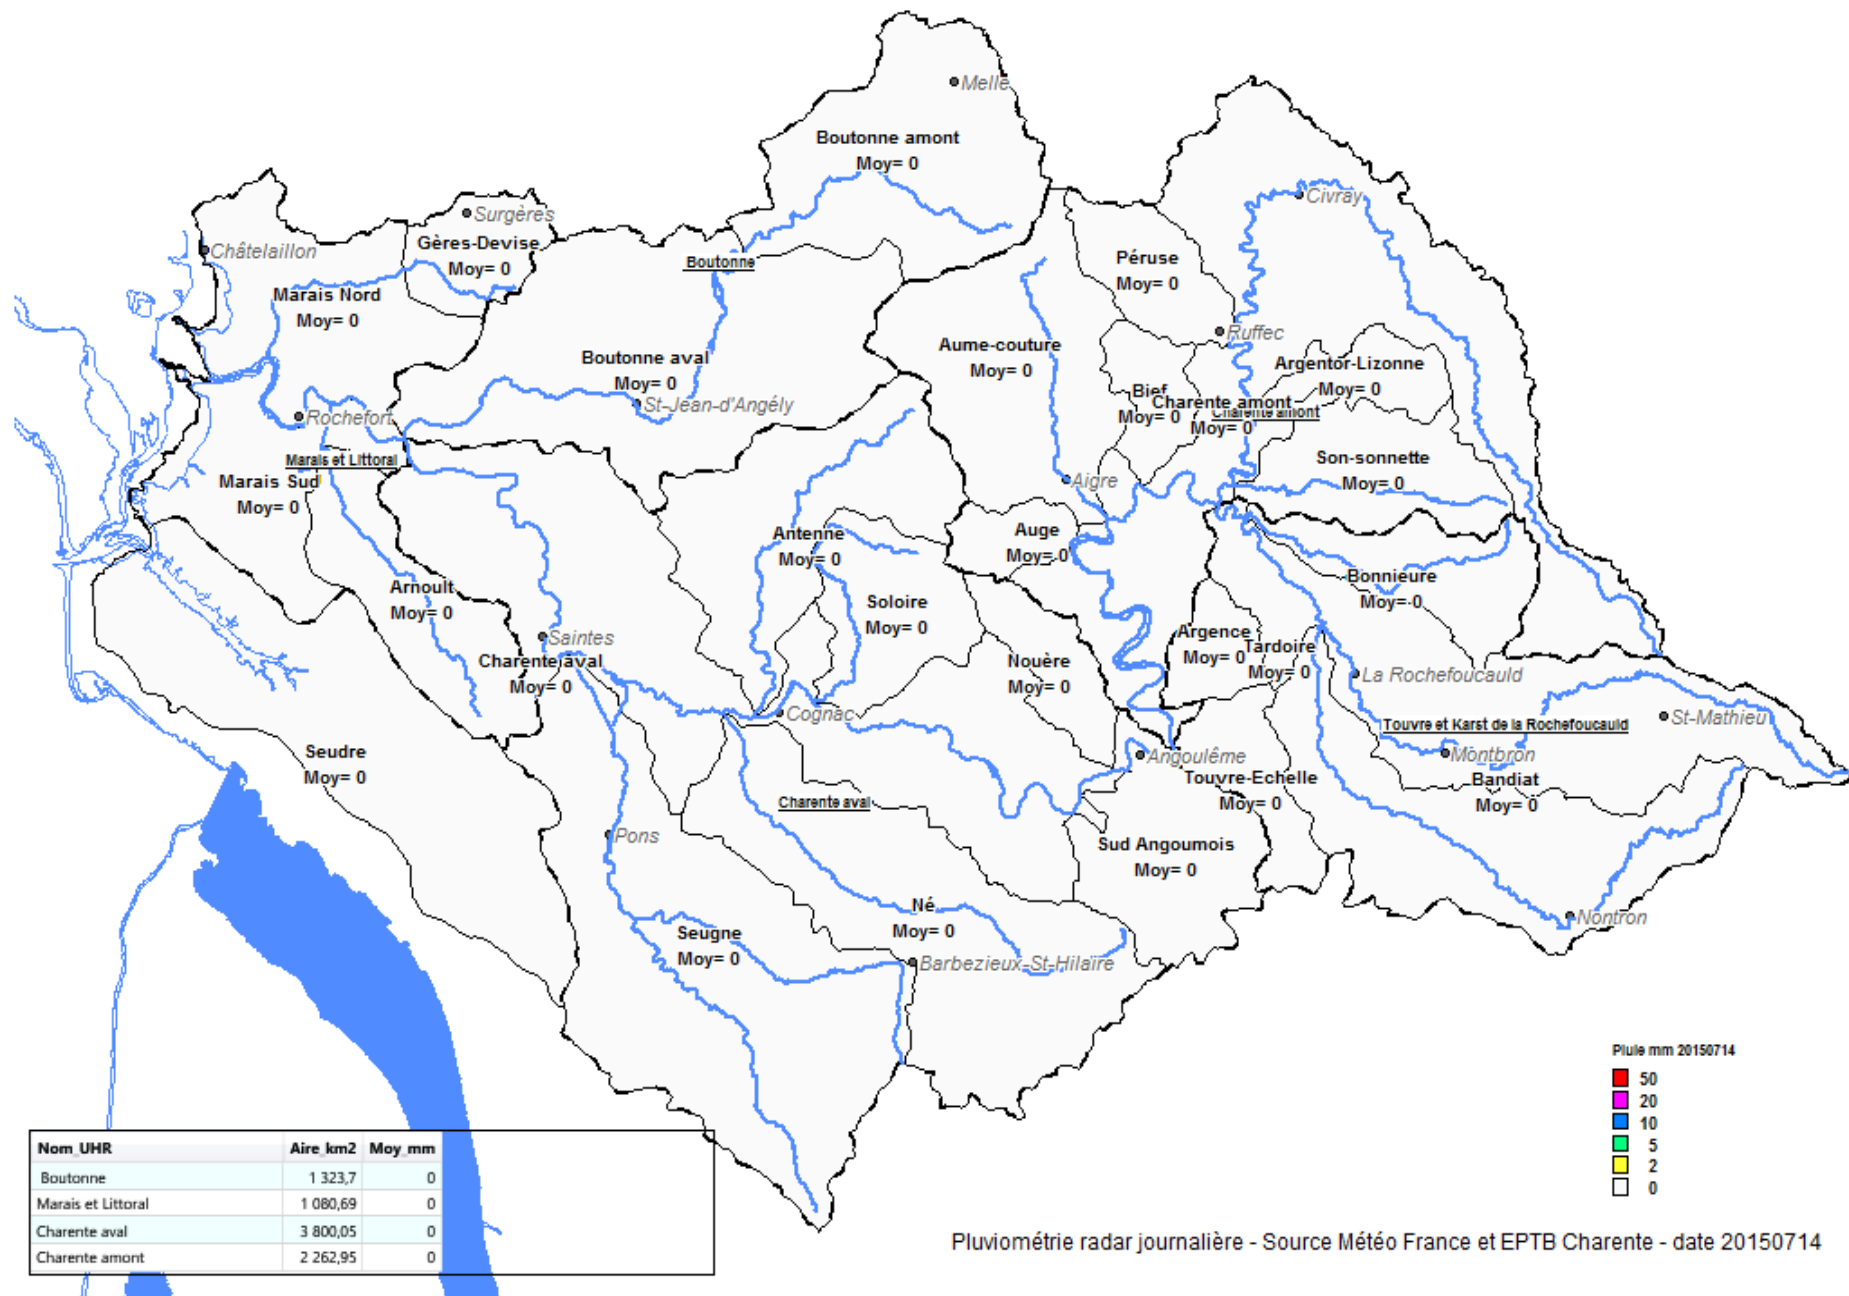 Melle
Boutonne amont
Moy= 0
Civray
Surgères
Gères-Devise
Moy= 0
Châtelaillon
Boutonne
Péruse
Moy= 0
Marais Nord
Moy= 0
Ruffec
Aume-couture
Moy= 0
Boutonne aval
Moy= 0
Argentor-Lizonne
Moy= 0
Bief
Moy= 0
Charente amont
Moy= 0
Charente amont
St-Jean-d'Angély
Rochefort
Marais et Littoral
Marais Sud
Moy= 0
Son-sonnette
Moy= 0
Aigre
Antenne
Moy= 0
Auge
Moy= 0
Arnoult
Moy= 0
Bonnieure
Moy= 0
Soloire
Moy= 0
Saintes
Argence
Moy= 0
Tardoire
Moy= 0
Charente aval
Moy= 0
Nouère
Moy= 0
La Rochefoucauld
Cognac
Touvre et Karst de la Rochefoucauld
St-Mathieu
Seudre
Moy= 0
Angoulême
Montbron
Touvre-Echelle
Moy= 0
Bandiat
Moy= 0
Charente aval
Pons
Sud Angoumois
Moy= 0
Né
Moy= 0
Nontron
Seugne
Moy= 0
Barbezieux-St-Hilaire
Pluie mm 20150714
50
20
10
5
2
0
Nom_UHR Aire_km2 Moy_mm
Boutonne 1 323,7 0
Marais et Littoral 1 080,69 0
Charente aval 3 800,05 0
Charente amont 2 262,95 0
Pluviométrie radar journalière - Source Météo France et EPTB Charente - date 20150714